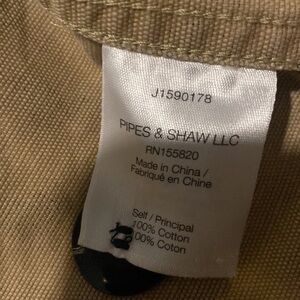 J1590178
PIPES & SHAW LLC
RN155820
Made in China /
Fabriqué en Chine
Self / Principal
100% Cotton
00% Coton